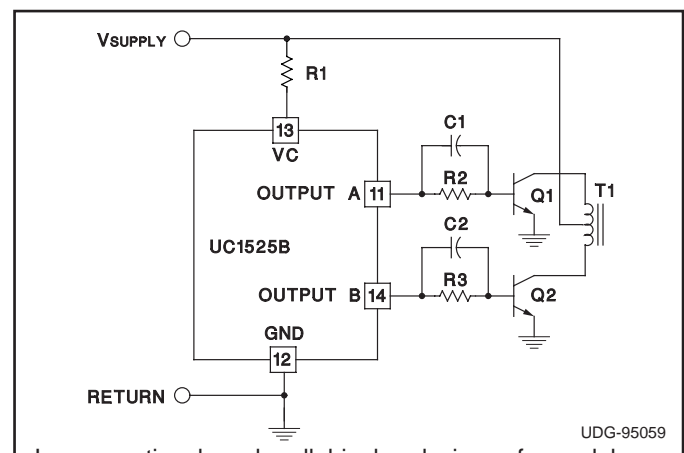 VSUPPLY
R1
13
VC
C1
OUTPUT A 11
R2
Q1
T1
UC1525B
C2
OUTPUT B 14
R3
Q2
GND
12
RETURN
UDG-95059